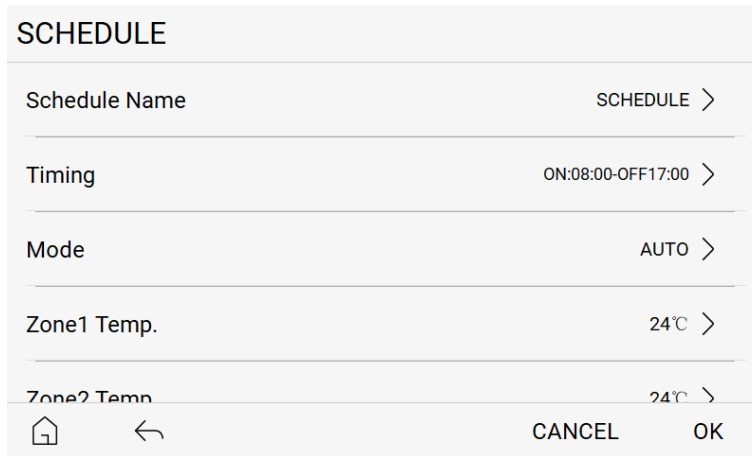 SCHEDULE
Schedule Name SCHEDULE
Timing ON:08:00-OFF17:00
Mode AUTO
Zone1 Temp. 24℃
Zone2 Temp 24℃
CANCEL OK